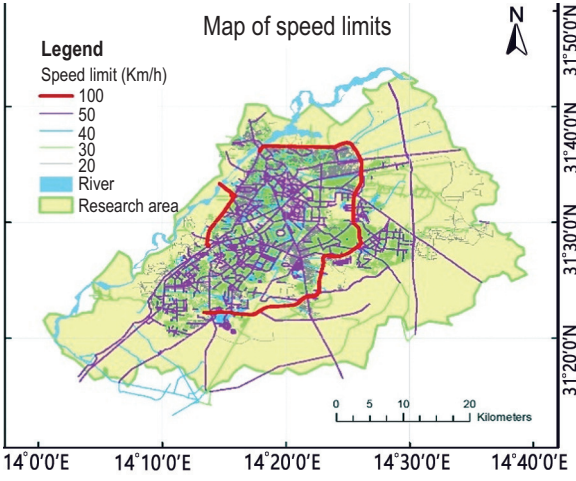 Map of speed limits
N
Legend
Speed limit (Km/h)
100
50
40
30
20
River
Research area
31°50'0"N
31°40'0"N
31°30'0"N
31°20'0"N
0 5 10 20
Kilometers
14°0'0"E 14°10'0"E 14°20'0"E 14°30'0"E 14°40'0"E